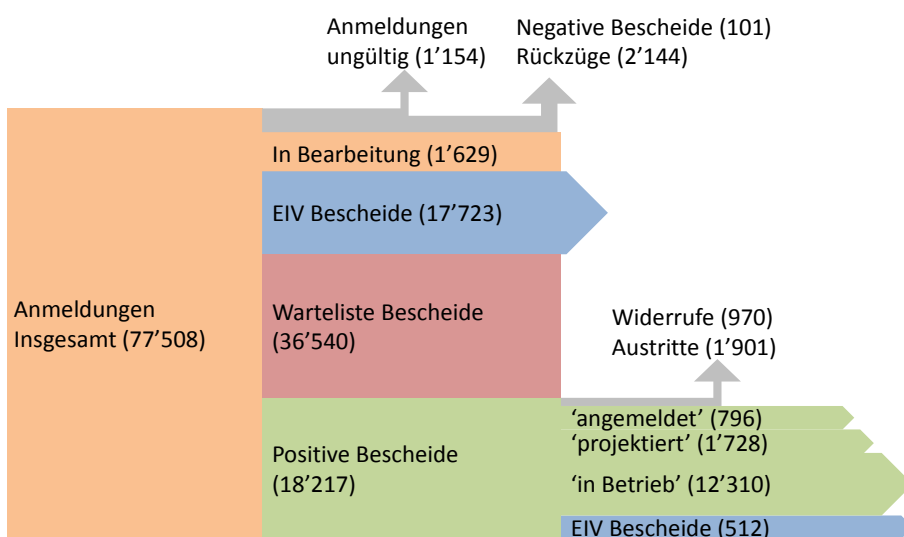 Anmeldungen
ungültig (1’154)
Negative Bescheide (101)
Rückzüge (2’144)
In Bearbeitung (1’629)
EIV Bescheide (17’723)
Anmeldungen
Insgesamt (77’508)
Warteliste Bescheide
(36’540)
Widerrufe (970)
Austritte (1’901)
Positive Bescheide
(18’217)
‘angemeldet’ (796)
‘projektiert’ (1’728)
‘in Betrieb’ (12’310)
EIV Bescheide (512)